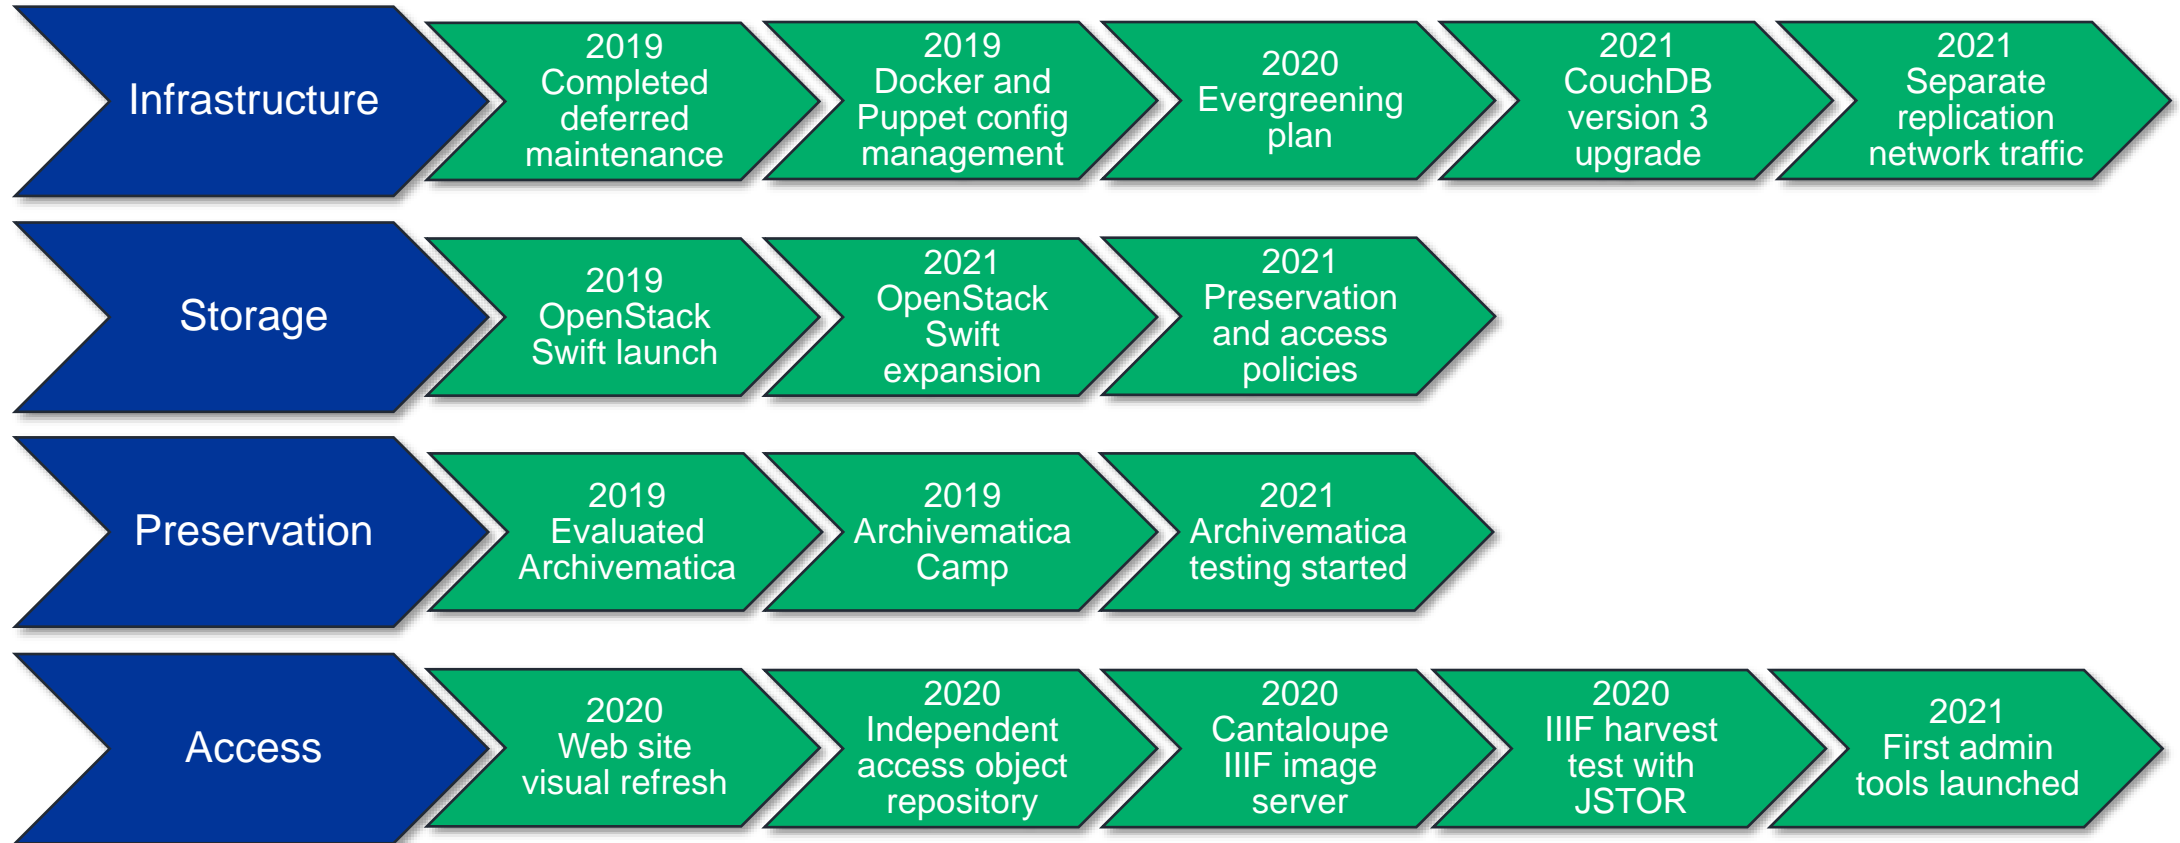 Infrastructure
2019
Completed
deferred
maintenance
2019
Docker and
Puppet config
management
2020
Evergreening
plan
2021
CouchDB
version 3
upgrade
2021
Separate
replication
network traffic
Storage
2019
OpenStack
Swift launch
2021
OpenStack
Swift
expansion
2021
Preservation
and access
policies
Preservation
2019
Evaluated
Archivematica
2019
Archivematica
Camp
2021
Archivematica
testing started
Access
2020
Web site
visual refresh
2020
Independent
access object
repository
2020
Cantaloupe
IIIF image
server
2020
IIIF harvest
test with
JSTOR
2021
First admin
tools launched